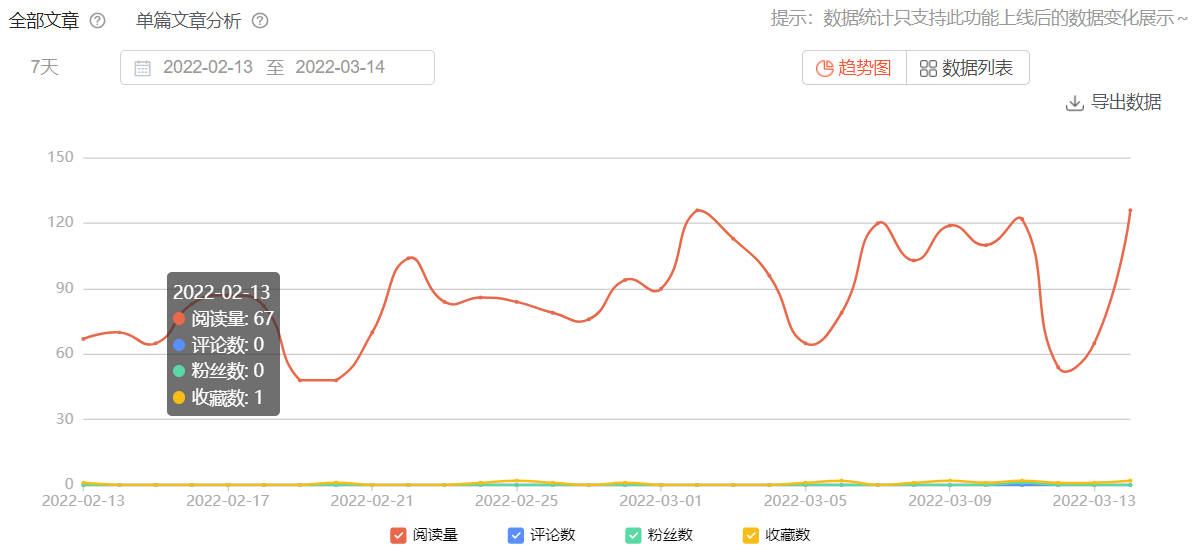 全部文章 单篇文章分析 提示：数据统计只支持此功能上线后的数据变化展示~
7天 2022-02-13 至 2022-03-14 趋势图 数据列表
导出数据
150
120
90
60
30
0
2022-02-13
阅读量: 67
评论数: 0
粉丝数: 0
收藏数: 1
2022-02-13 2022-02-17 2022-02-21 2022-02-25 2022-03-01 2022-03-05 2022-03-09 2022-03-13
阅读量 评论数 粉丝数 收藏数